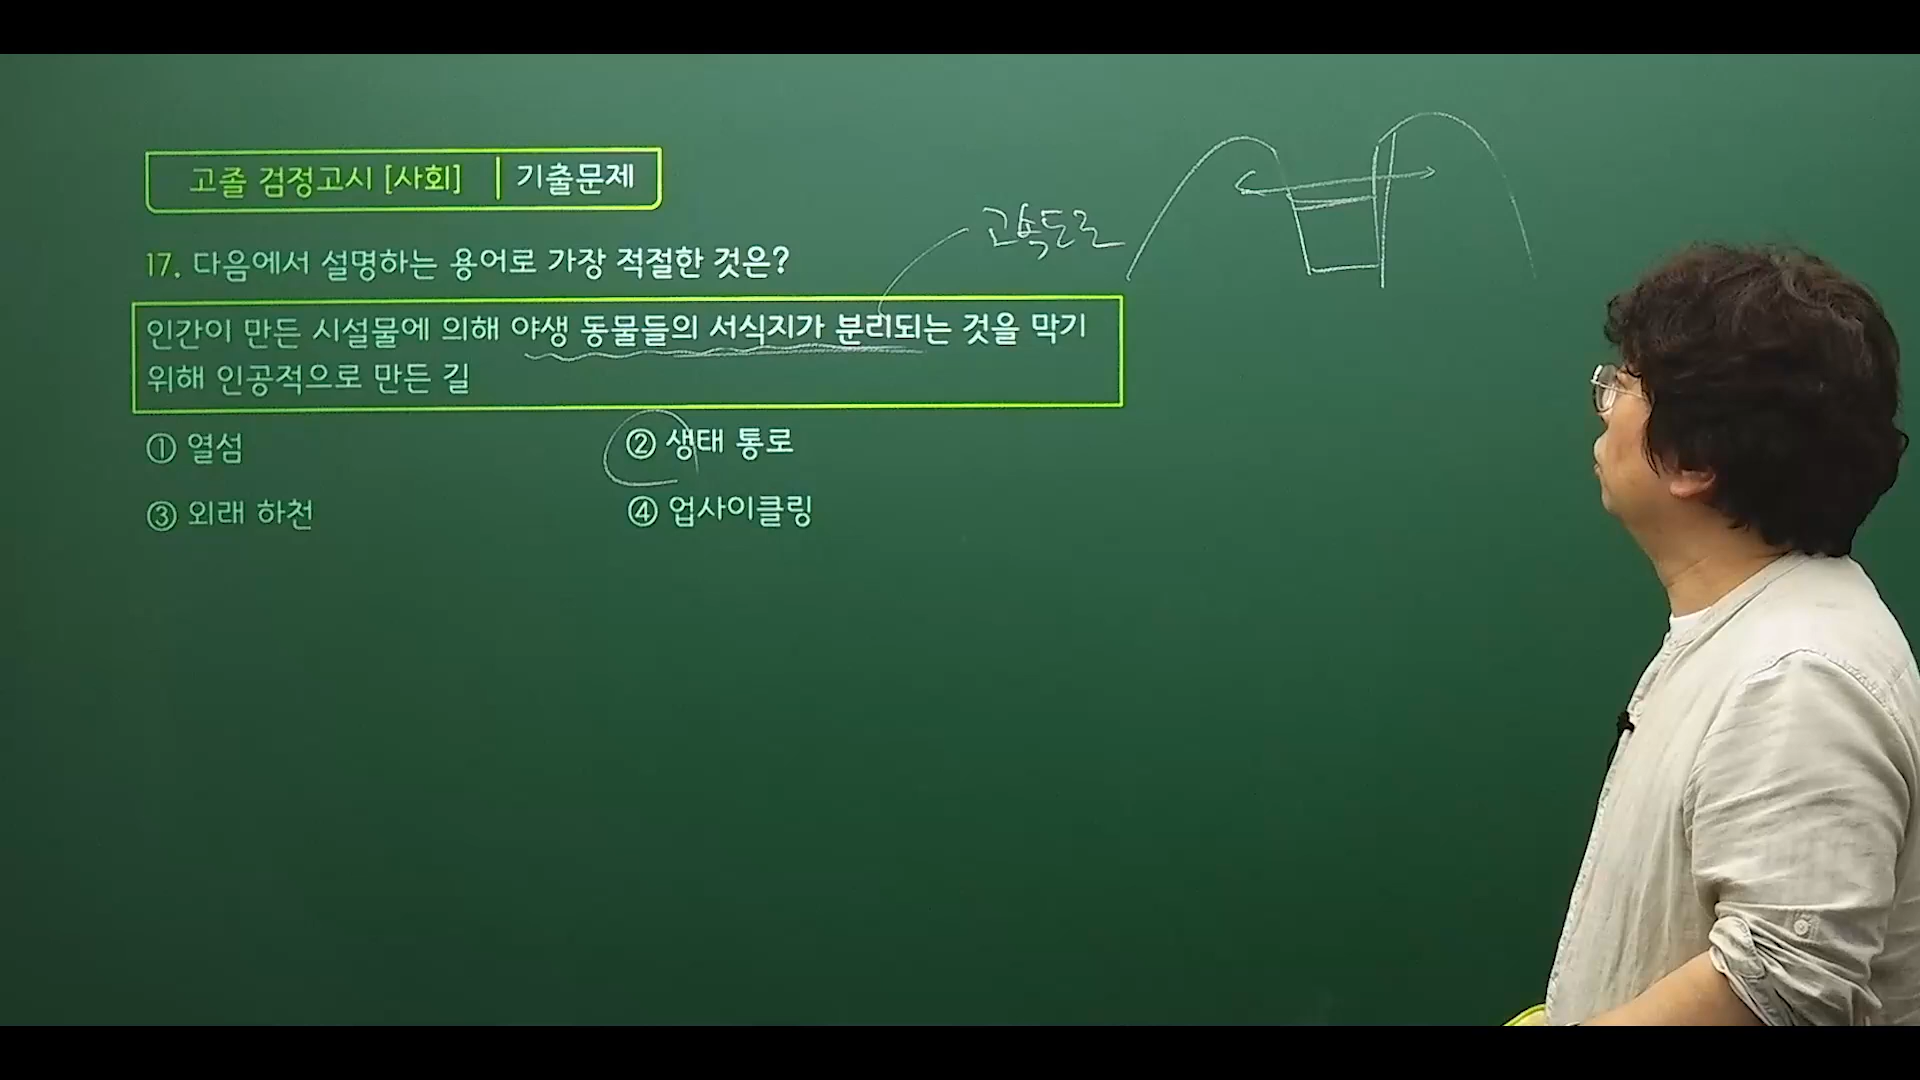 고졸 검정고시 [사회] | 기출문제
고속도로
17. 다음에서 설명하는 용어로 가장 적절한 것은?
인간이 만든 시설물에 의해 야생 동물들의 서식지가 분리되는 것을 막기
위해 인공적으로 만든 길
① 열섬
② 생태 통로
③ 외래 하천
④ 업사이클링